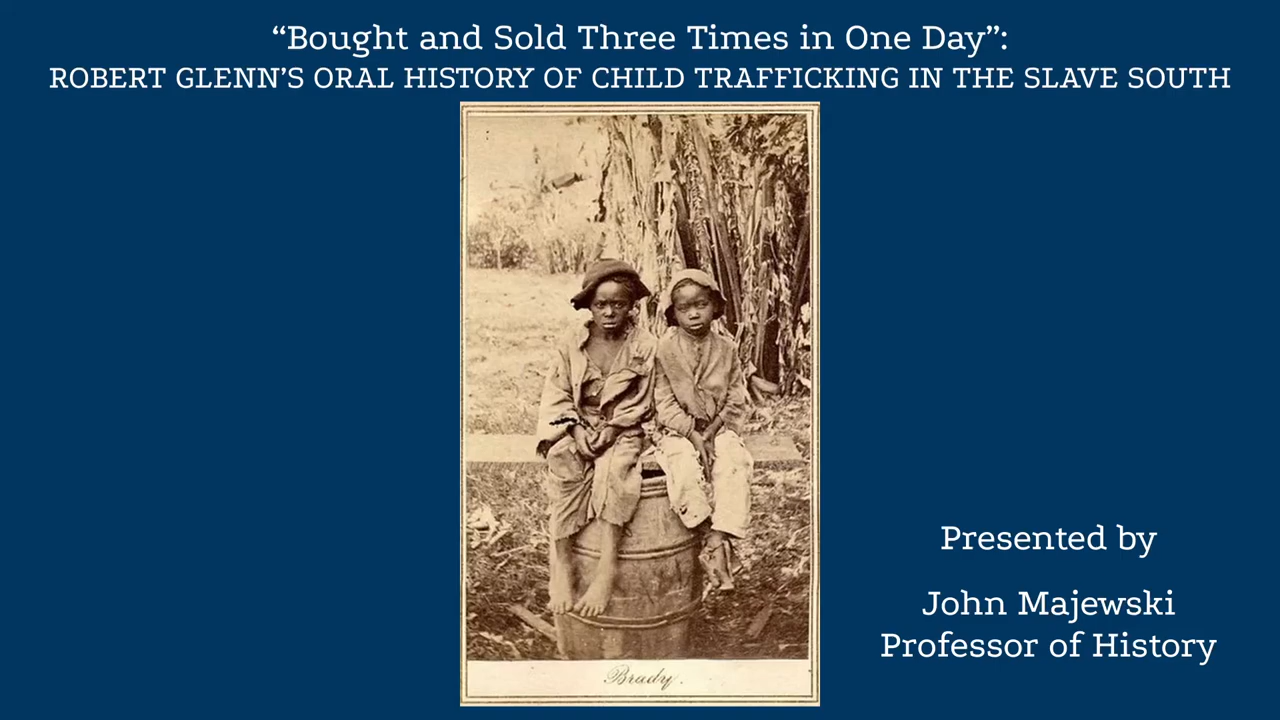 “Bought and Sold Three Times in One Day”:
ROBERT GLENN’S ORAL HISTORY OF CHILD TRAFFICKING IN THE SLAVE SOUTH
Brady.
Presented by
John Majewski
Professor of History